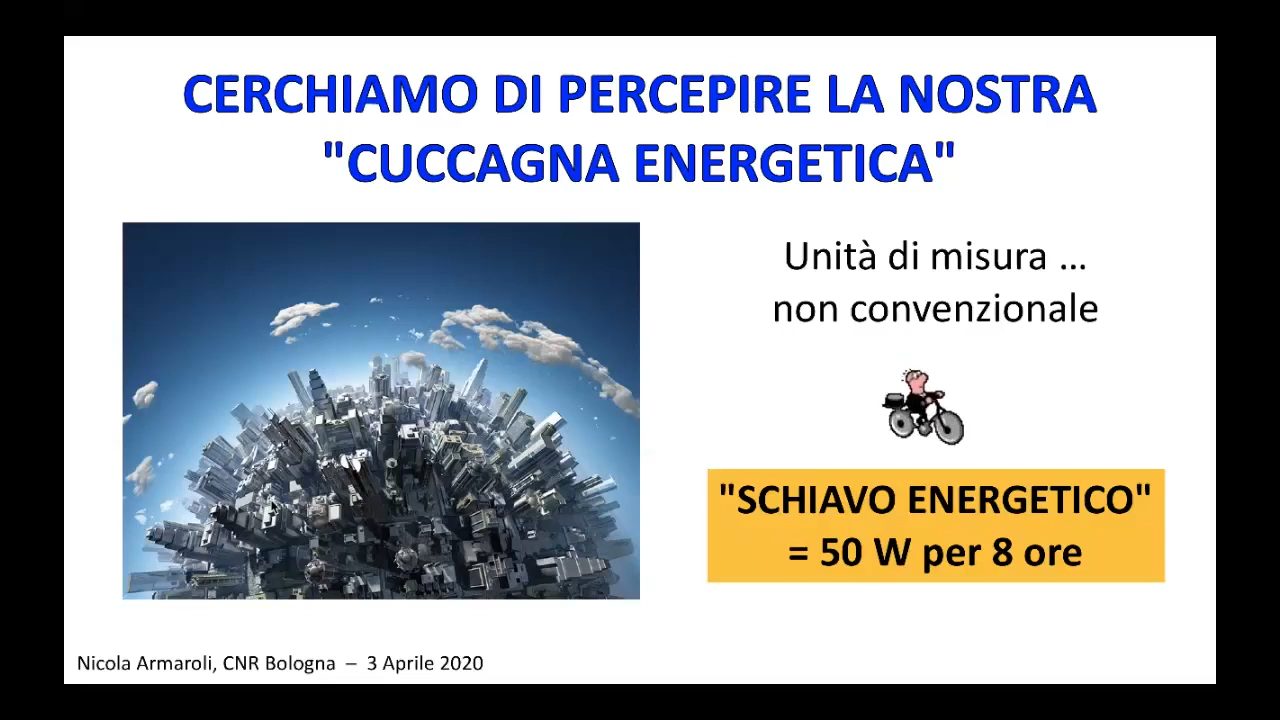 CERCHIAMO DI PERCEPIRE LA NOSTRA
"CUCCAGNA ENERGETICA"
Unità di misura ...
non convenzionale
"SCHIAVO ENERGETICO"
= 50 W per 8 ore
Nicola Armaroli, CNR Bologna – 3 Aprile 2020